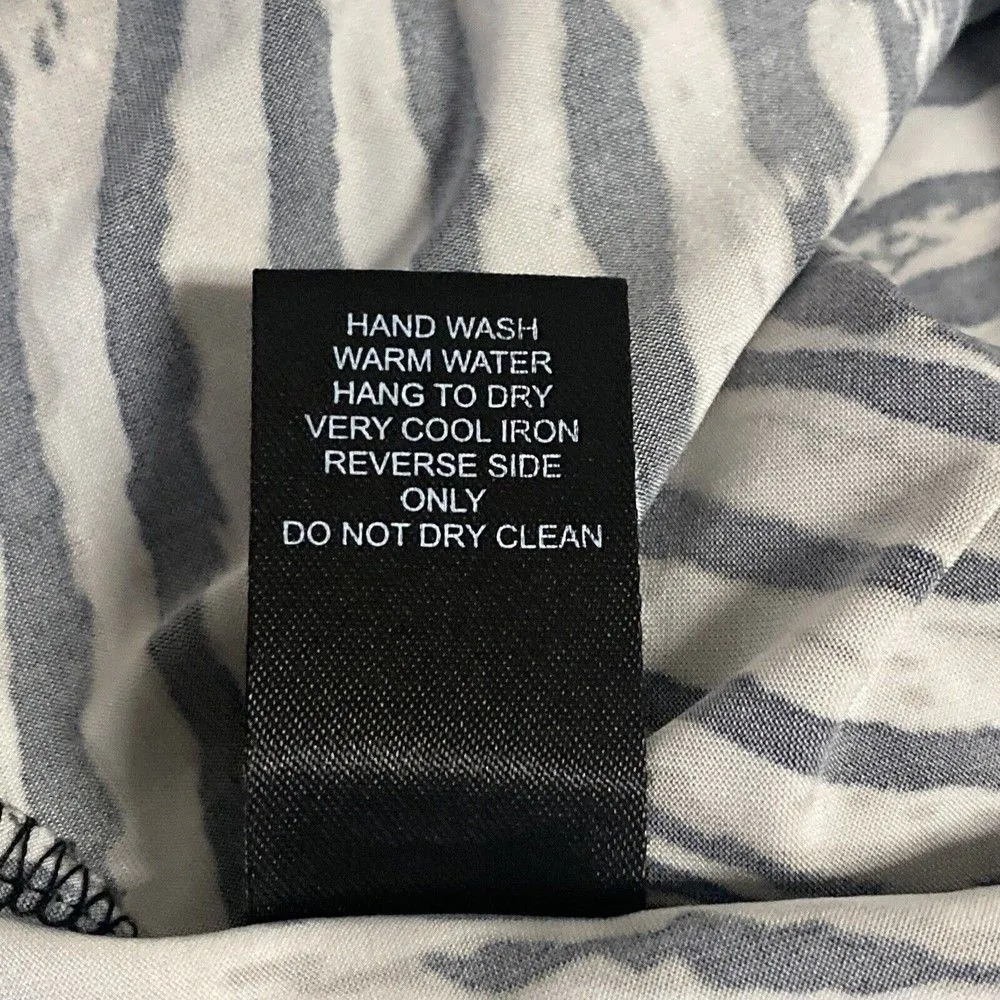 HAND WASH
WARM WATER
HANG TO DRY
VERY COOL IRON
REVERSE SIDE
ONLY
DO NOT DRY CLEAN